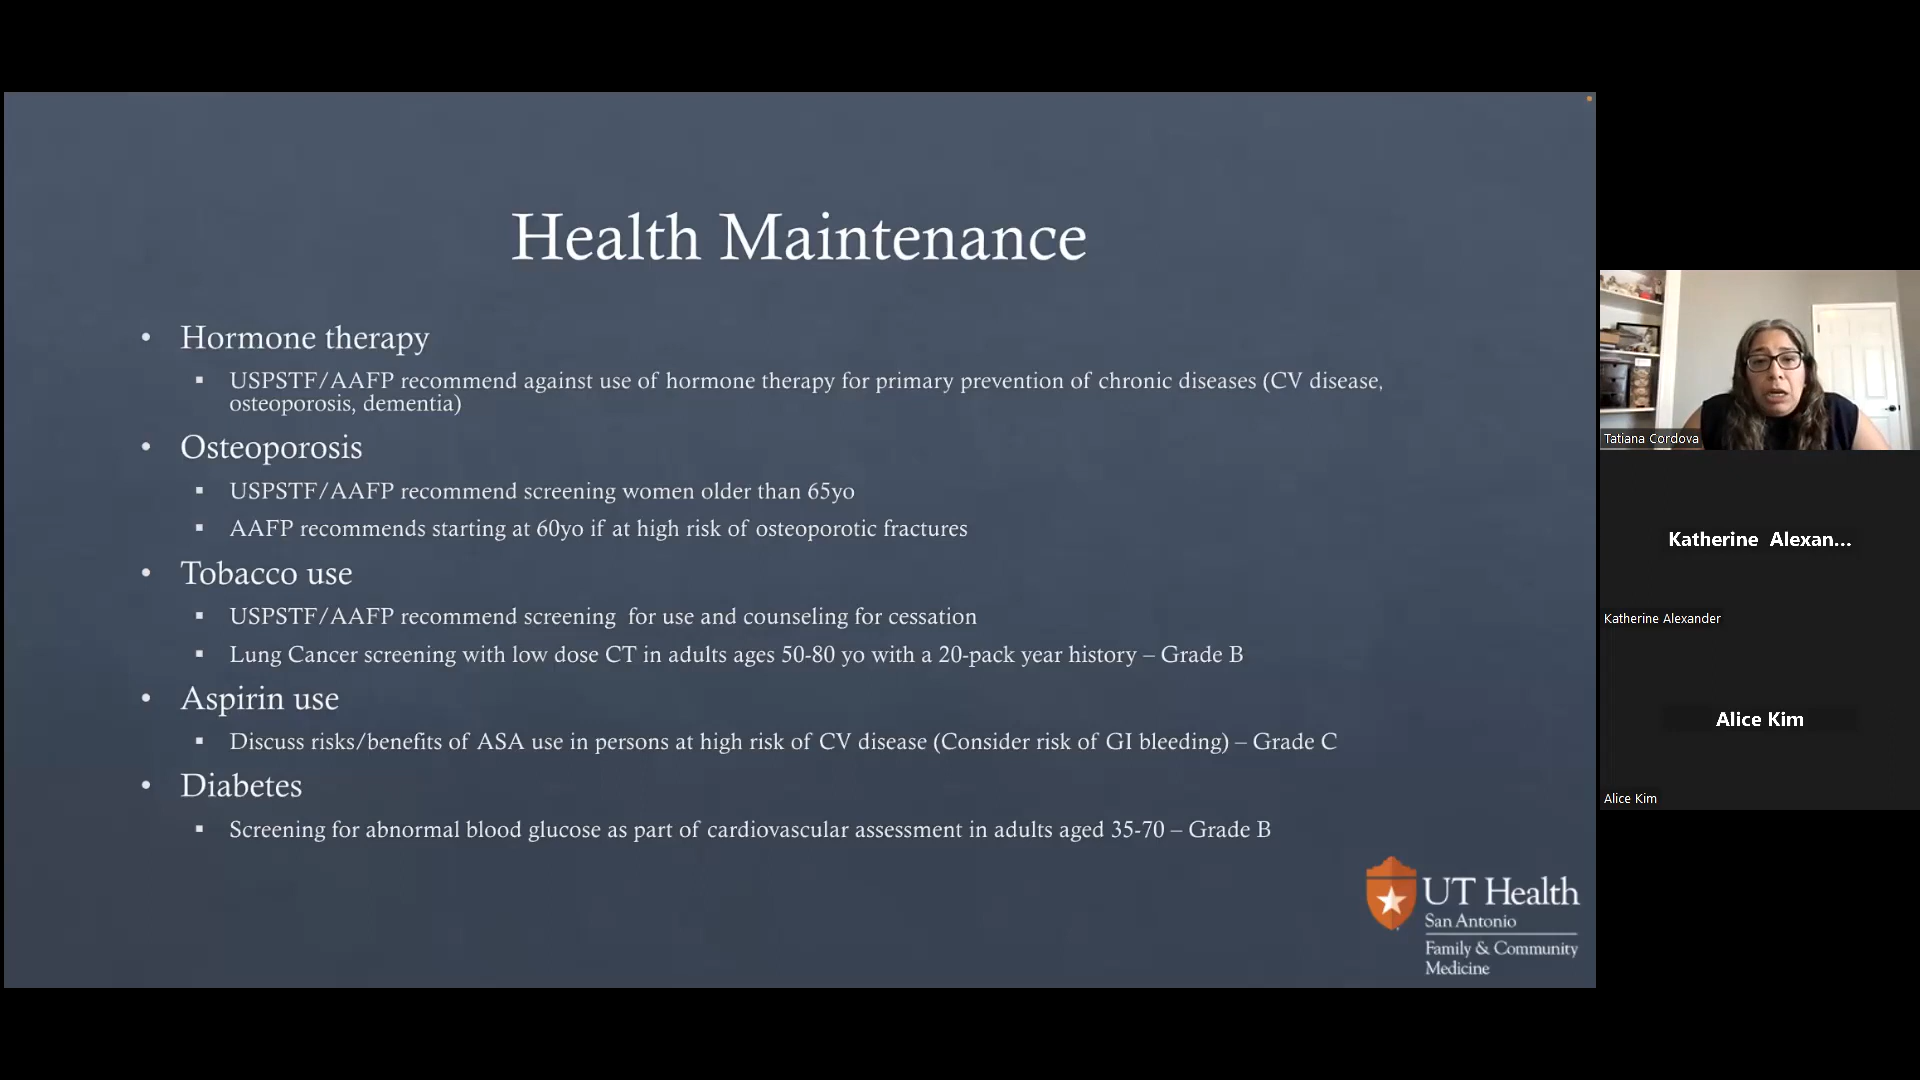 Health Maintenance
• Hormone therapy
▪ USPSTF/AAFP recommend against use of hormone therapy for primary prevention of chronic diseases (CV disease,
osteoporosis, dementia)
• Osteoporosis
▪ USPSTF/AAFP recommend screening women older than 65yo
▪ AAFP recommends starting at 60yo if at high risk of osteoporotic fractures
• Tobacco use
▪ USPSTF/AAFP recommend screening  for use and counseling for cessation
▪ Lung Cancer screening with low dose CT in adults ages 50-80 yo with a 20-pack year history – Grade B
• Aspirin use
▪ Discuss risks/benefits of ASA use in persons at high risk of CV disease (Consider risk of GI bleeding) – Grade C
• Diabetes
▪ Screening for abnormal blood glucose as part of cardiovascular assessment in adults aged 35-70 – Grade B
UT Health
San Antonio
Family & Community
Medicine
Tatiana Cordova
Katherine  Alexan...
Katherine Alexander
Alice Kim
Alice Kim